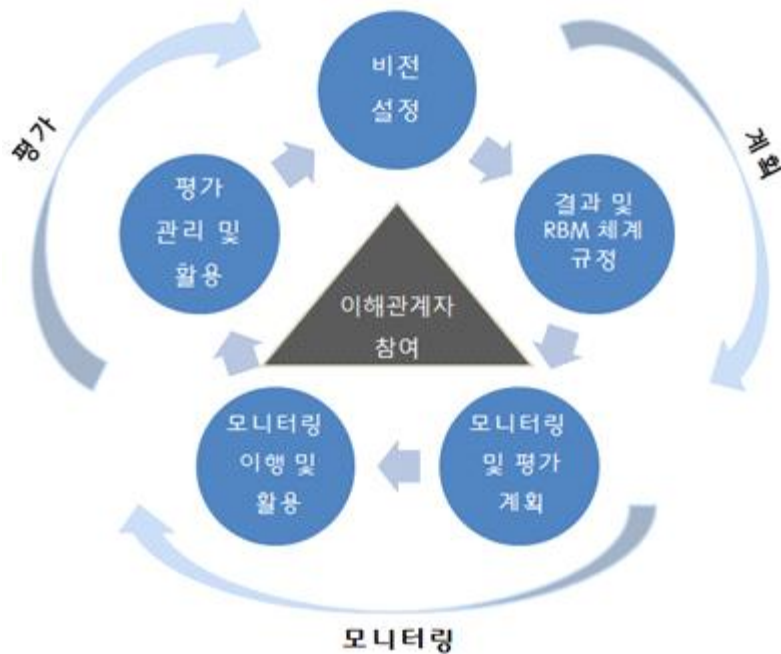 비전
설정
평가
계획
평가
관리 및
활용
결과 및
RBM 체계
규정
이해관계자
참여
모니터링
이행 및
활용
모니터링
및 평가
계획
모니터링